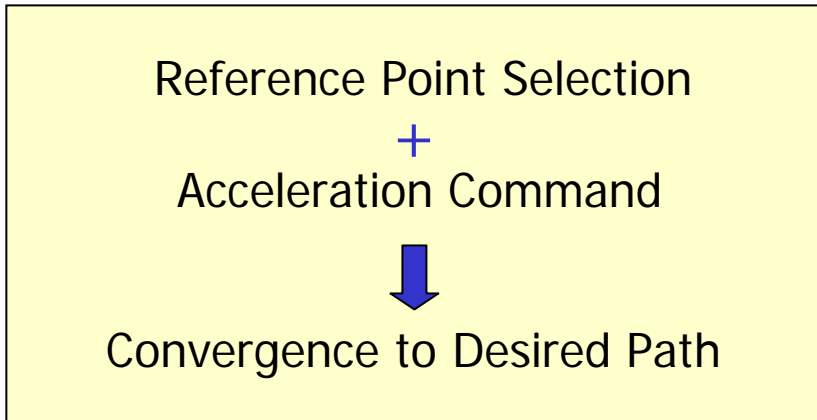 Reference Point Selection
+
Acceleration Command
Convergence to Desired Path